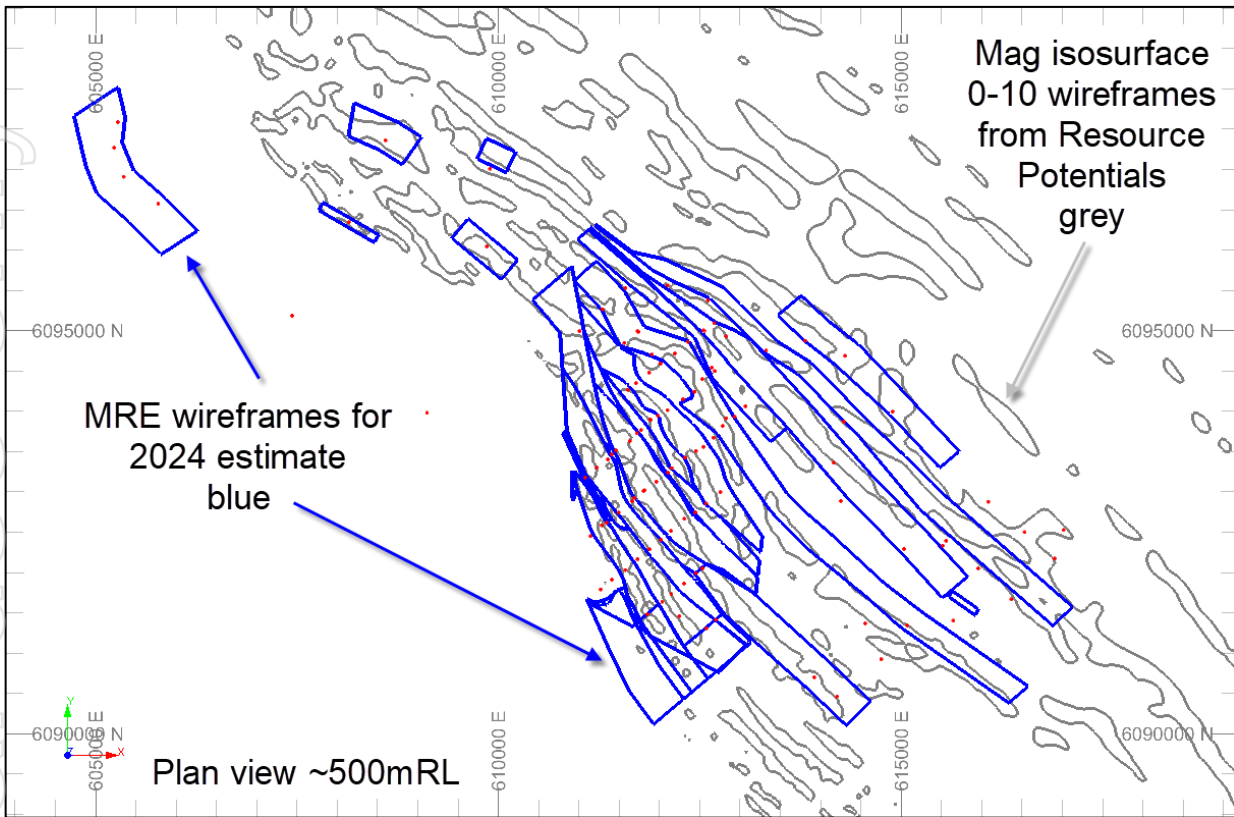 605000 E
610000 E
615000 E
Mag isosurface
0-10 wireframes
from Resource
Potentials
grey
6095000 N
6095000 N
MRE wireframes for
2024 estimate
blue
Y
Z
X
6090000 N
6090000 N
605000 E
610000 E
615000 E
Plan view ~500mRL